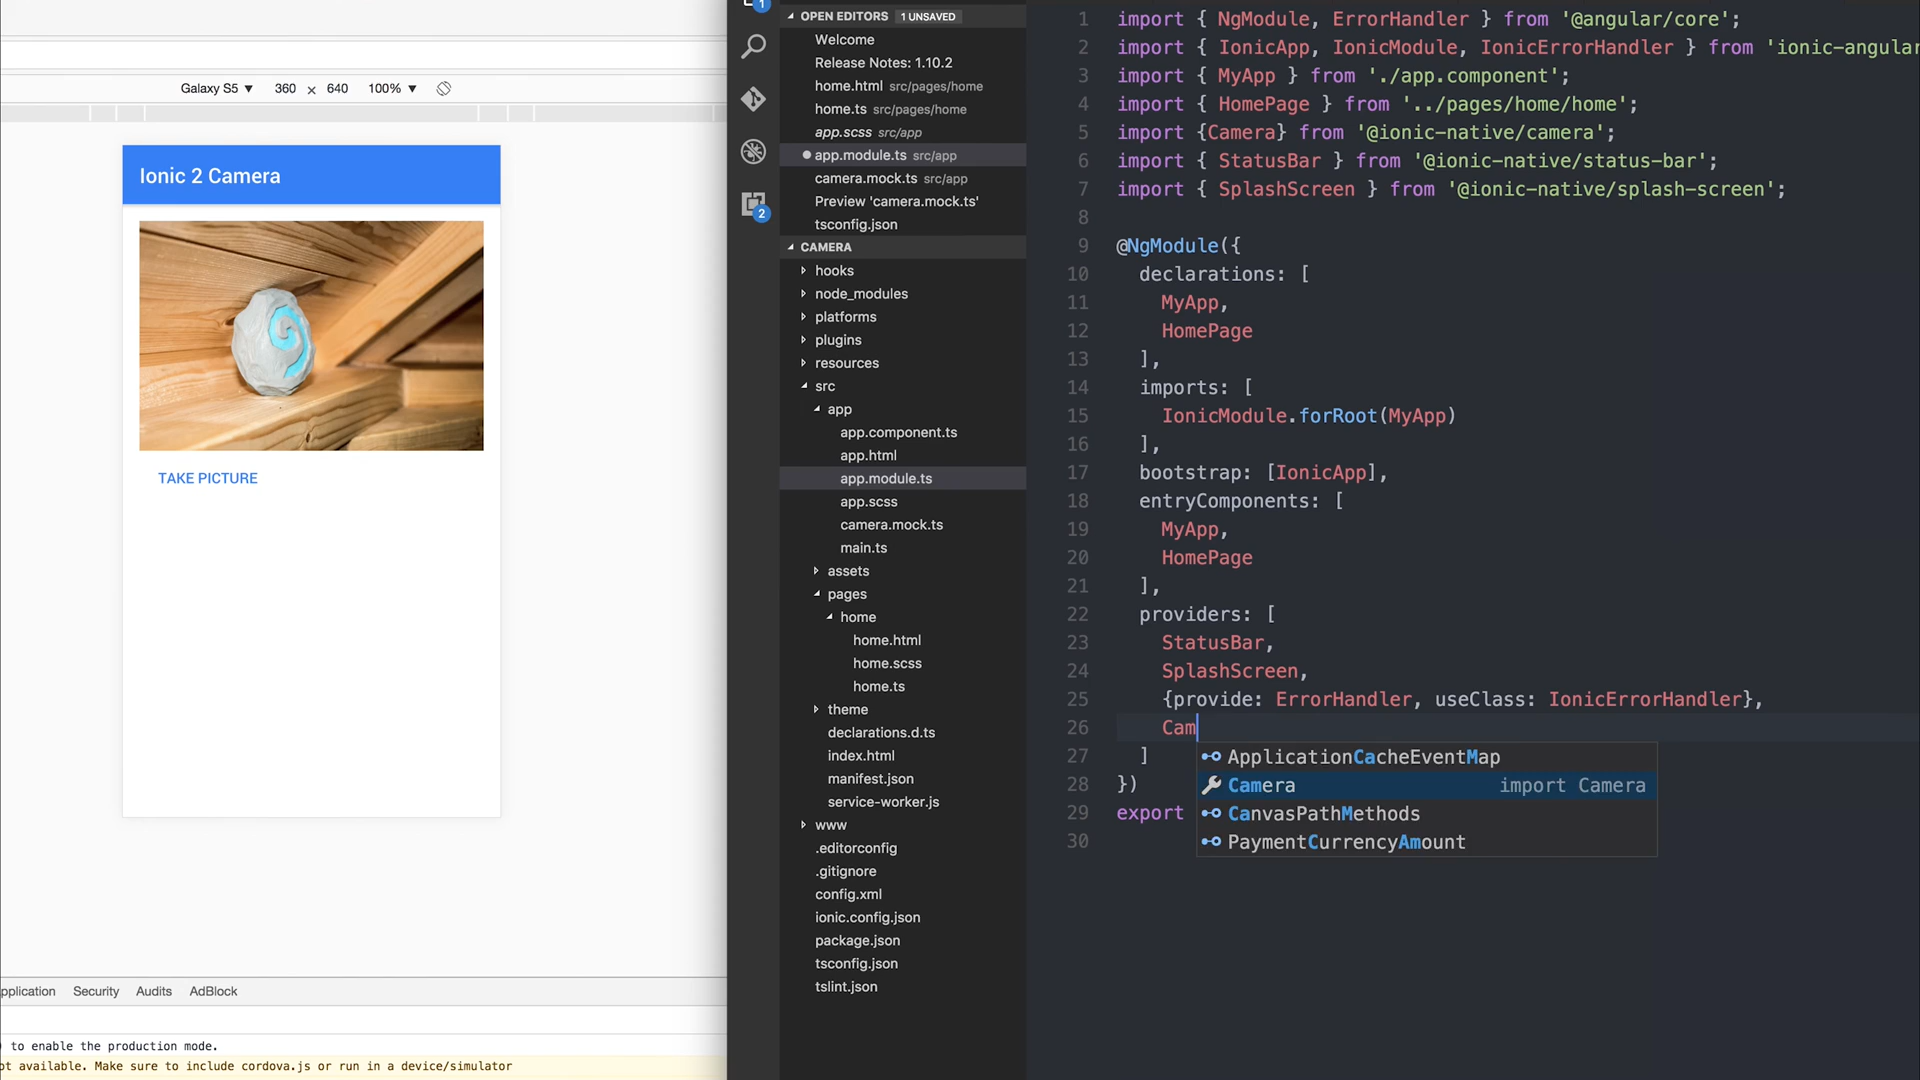 Galaxy S5 ▼ 360 × 640 100% ▼
Ionic 2 Camera
TAKE PICTURE
pplication Security Audits AdBlock
) to enable the production mode.
ot available. Make sure to include cordova.js or run in a device/simulator
1
2
OPEN EDITORS 1 UNSAVED
Welcome
Release Notes: 1.10.2
home.html src/pages/home
home.ts src/pages/home
app.scss src/app
app.module.ts src/app
camera.mock.ts src/app
Preview 'camera.mock.ts'
tsconfig.json
CAMERA
hooks
node_modules
platforms
plugins
resources
src
app
app.component.ts
app.html
app.module.ts
app.scss
camera.mock.ts
main.ts
assets
pages
home
home.html
home.scss
home.ts
theme
declarations.d.ts
index.html
manifest.json
service-worker.js
www
.editorconfig
.gitignore
config.xml
ionic.config.json
package.json
tsconfig.json
tslint.json
1 import { NgModule, ErrorHandler } from '@angular/core';
2 import { IonicApp, IonicModule, IonicErrorHandler } from 'ionic-angular
3 import { MyApp } from './app.component';
4 import { HomePage } from '../pages/home/home';
5 import {Camera} from '@ionic-native/camera';
6 import { StatusBar } from '@ionic-native/status-bar';
7 import { SplashScreen } from '@ionic-native/splash-screen';
8
9 @NgModule({
10 declarations: [
11 MyApp,
12 HomePage
13 ],
14 imports: [
15 IonicModule.forRoot(MyApp)
16 ],
17 bootstrap: [IonicApp],
18 entryComponents: [
19 MyApp,
20 HomePage
21 ],
22 providers: [
23 StatusBar,
24 SplashScreen,
25 {provide: ErrorHandler, useClass: IonicErrorHandler},
26 Cam
27 ]
28 })
29 export
30
ApplicationCacheEventMap
Camera import Camera
CanvasPathMethods
PaymentCurrencyAmount